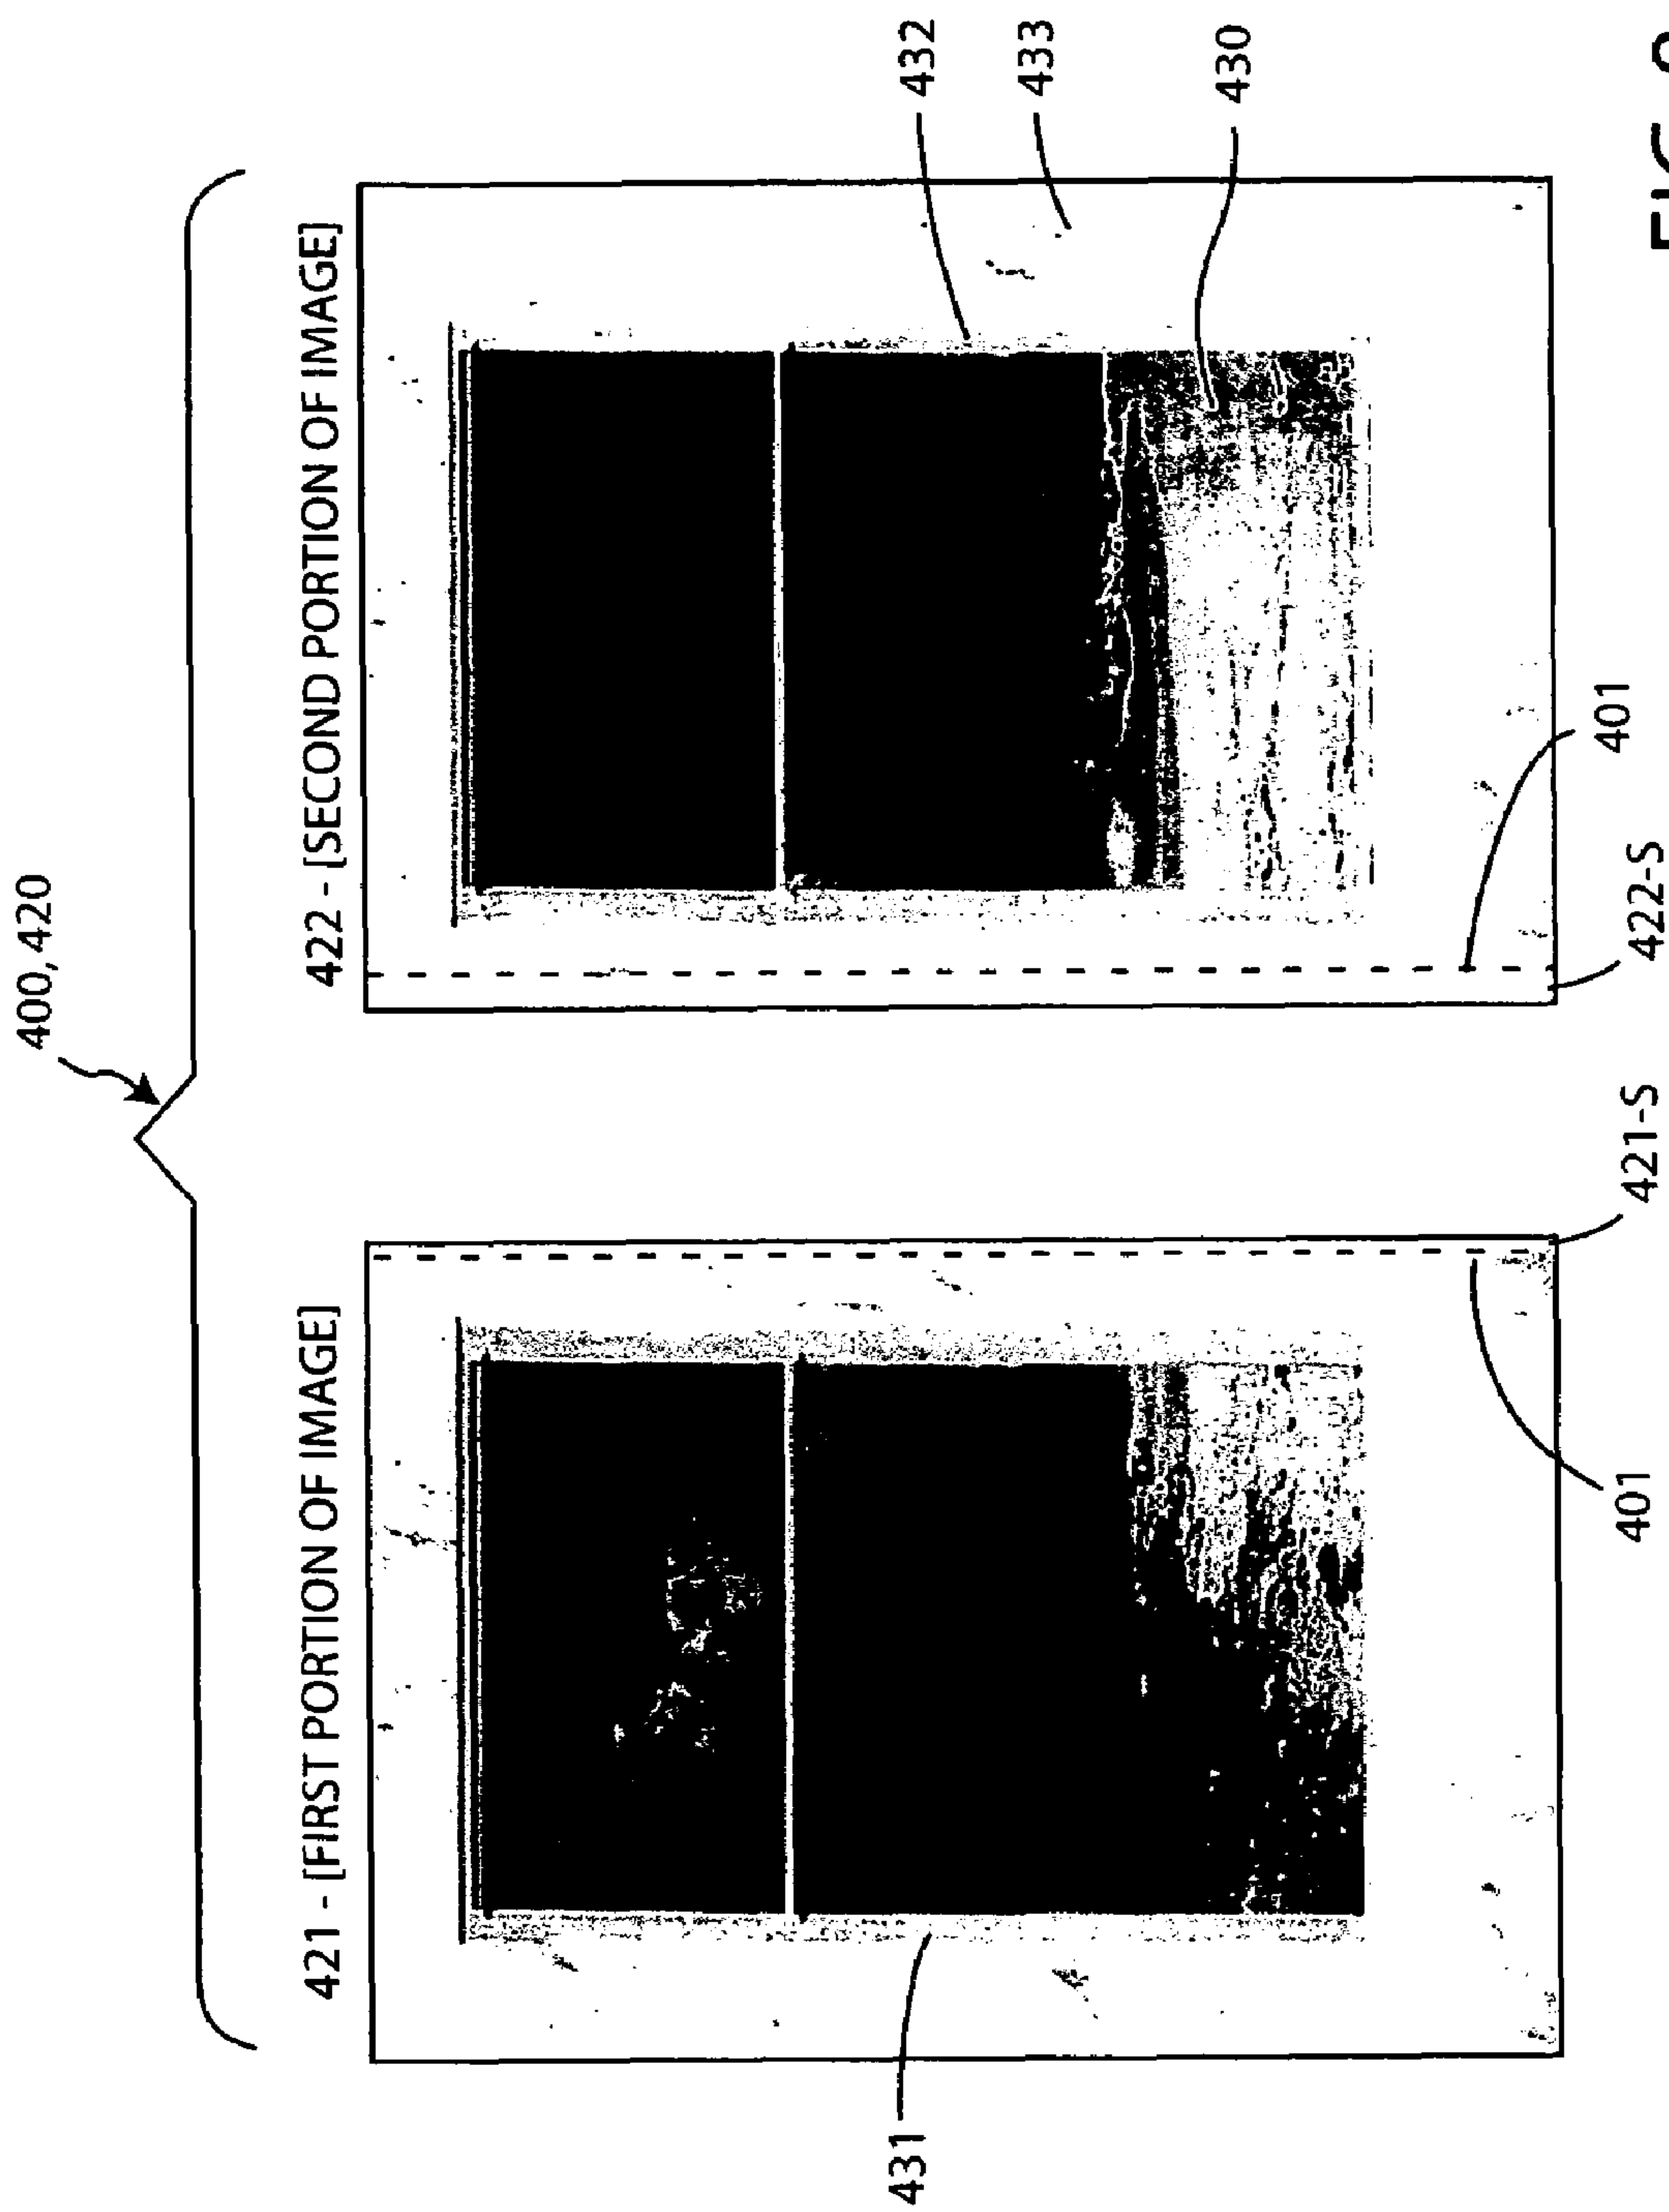 400, 420
421 - [FIRST PORTION OF IMAGE]
422 - [SECOND PORTION OF IMAGE]
431
432
433
430
401
401
421-S
422-S
FIG.